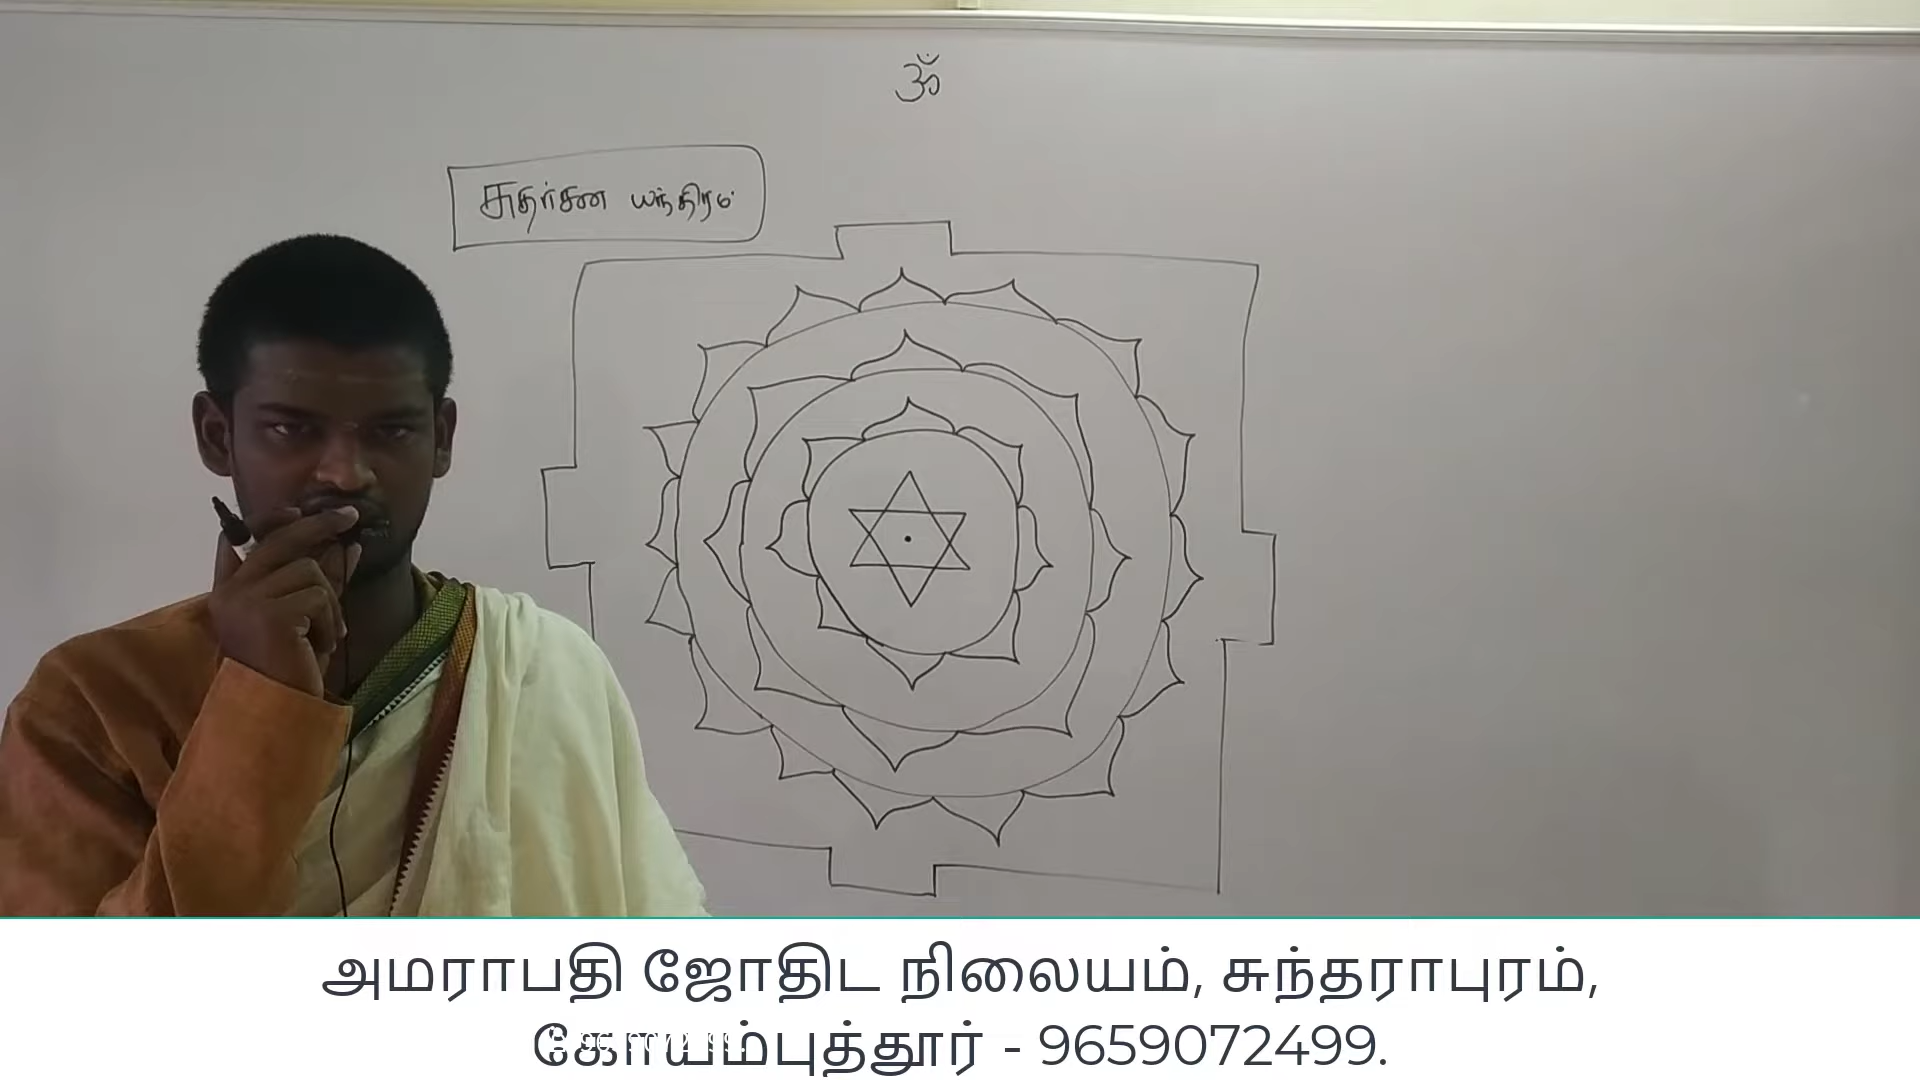 ॐ
சுதர்சன யந்திரம்
அமராபதி ஜோதிட நிலையம், சுந்தராபுரம்,
கோயம்புத்தூர் - 9659072499.